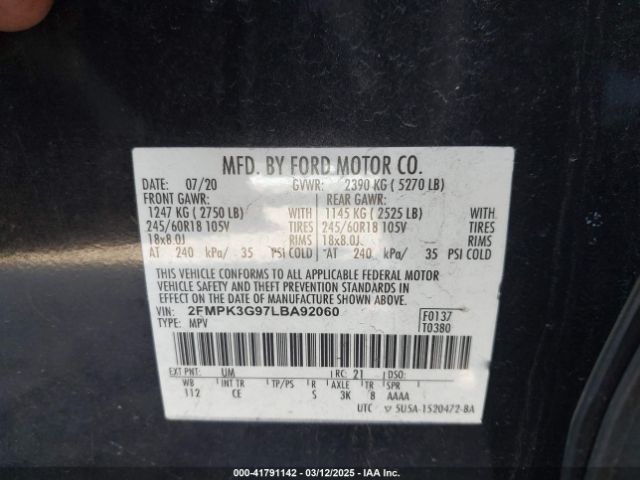 MFD. BY FORD MOTOR CO.
DATE: 07/20 GVWR: 2390 KG ( 5270 LB)
FRONT GAWR: REAR GAWR:
1247 KG ( 2750 LB) WITH 1145 KG ( 2525 LB) WITH
245/60R18 105V TIRES 245/60R18 105V TIRES
18x8.0J RIMS 18x8.0J RIMS
AT 240 kPa/ 35 PSI COLD AT 240 kPa/ 35 PSI COLD
THIS VEHICLE CONFORMS TO ALL APPLICABLE FEDERAL MOTOR
VEHICLE SAFETY AND THEFT PREVENTION STANDARDS IN
EFFECT ON THE DATE OF MANUFACTURE SHOWN ABOVE.
VIN: 2FMPK3G97LBA92060 F0137
TYPE: MPV T0380
EXT PNT: UM RC: 21 DSO:
WB INT TR TP/PS R AXLE TR SPR
112 CE S 3K 8 AAAA
UTC ▽ 5U5A-1520472-BA
000-41791142 - 03/12/2025 - IAA Inc.